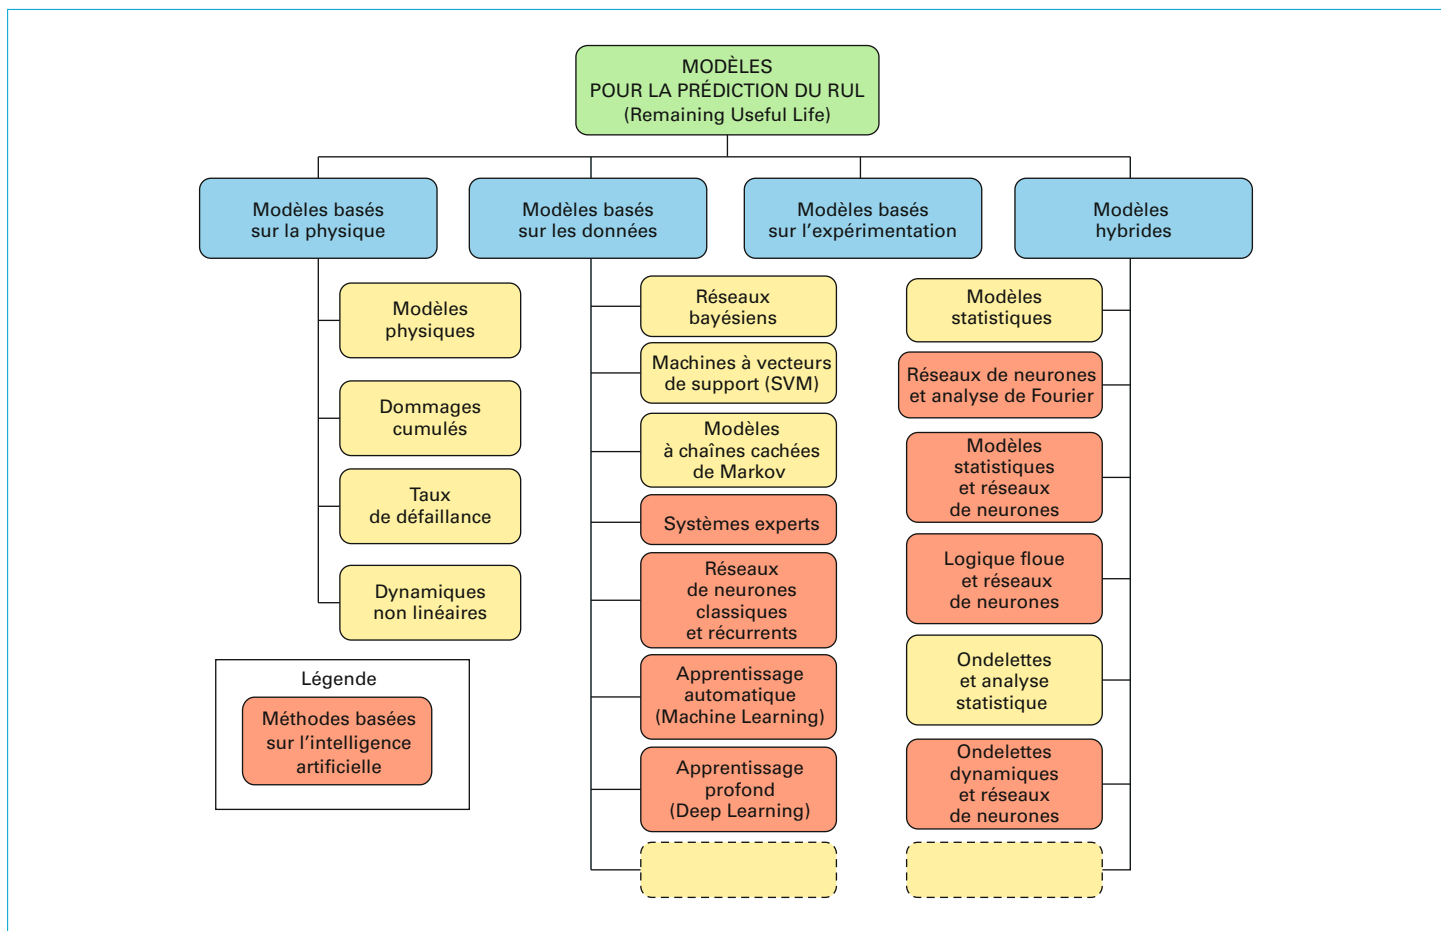 MODÈLES
POUR LA PRÉDICTION DU RUL
(Remaining Useful Life)
Modèles basés
sur la physique
Modèles basés
sur les données
Modèles basés
sur l'expérimentation
Modèles
hybrides
Modèles
physiques
Dommages
cumulés
Taux
de défaillance
Dynamiques
non linéaires
Légende
Méthodes basées
sur l'intelligence
artificielle
Réseaux
bayésiens
Machines à vecteurs
de support (SVM)
Modèles
à chaînes cachées
de Markov
Systèmes experts
Réseaux
de neurones
classiques
et récurrents
Apprentissage
automatique
(Machine Learning)
Apprentissage
profond
(Deep Learning)
Modèles
statistiques
Réseaux de neurones
et analyse de Fourier
Modèles
statistiques
et réseaux
de neurones
Logique floue
et réseaux
de neurones
Ondelettes
et analyse
statistique
Ondelettes
dynamiques
et réseaux
de neurones